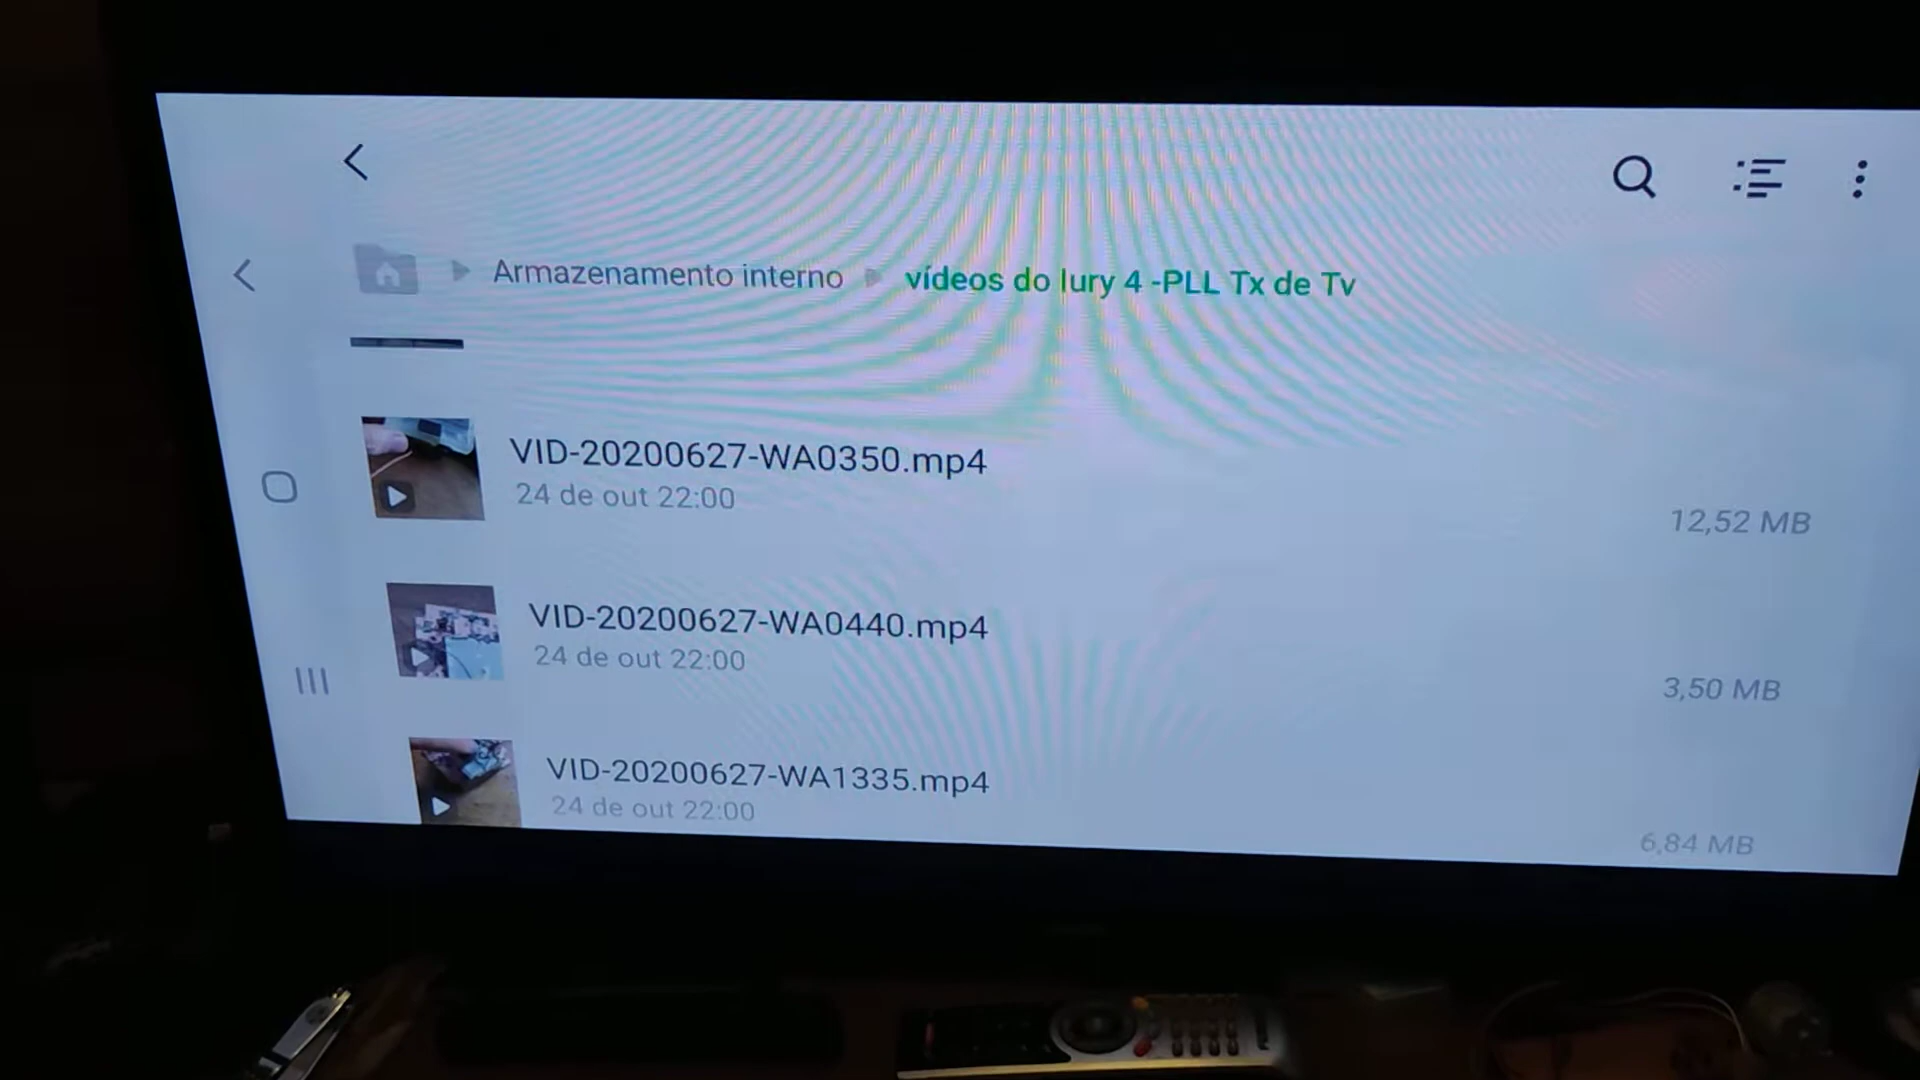 Armazenamento interno
vídeos do Iury 4 -PLL Tx de Tv
VID-20200627-WA0350.mp4
24 de out 22:00
12,52 MB
VID-20200627-WA0440.mp4
24 de out 22:00
3,50 MB
VID-20200627-WA1335.mp4
24 de out 22:00
6,84 MB